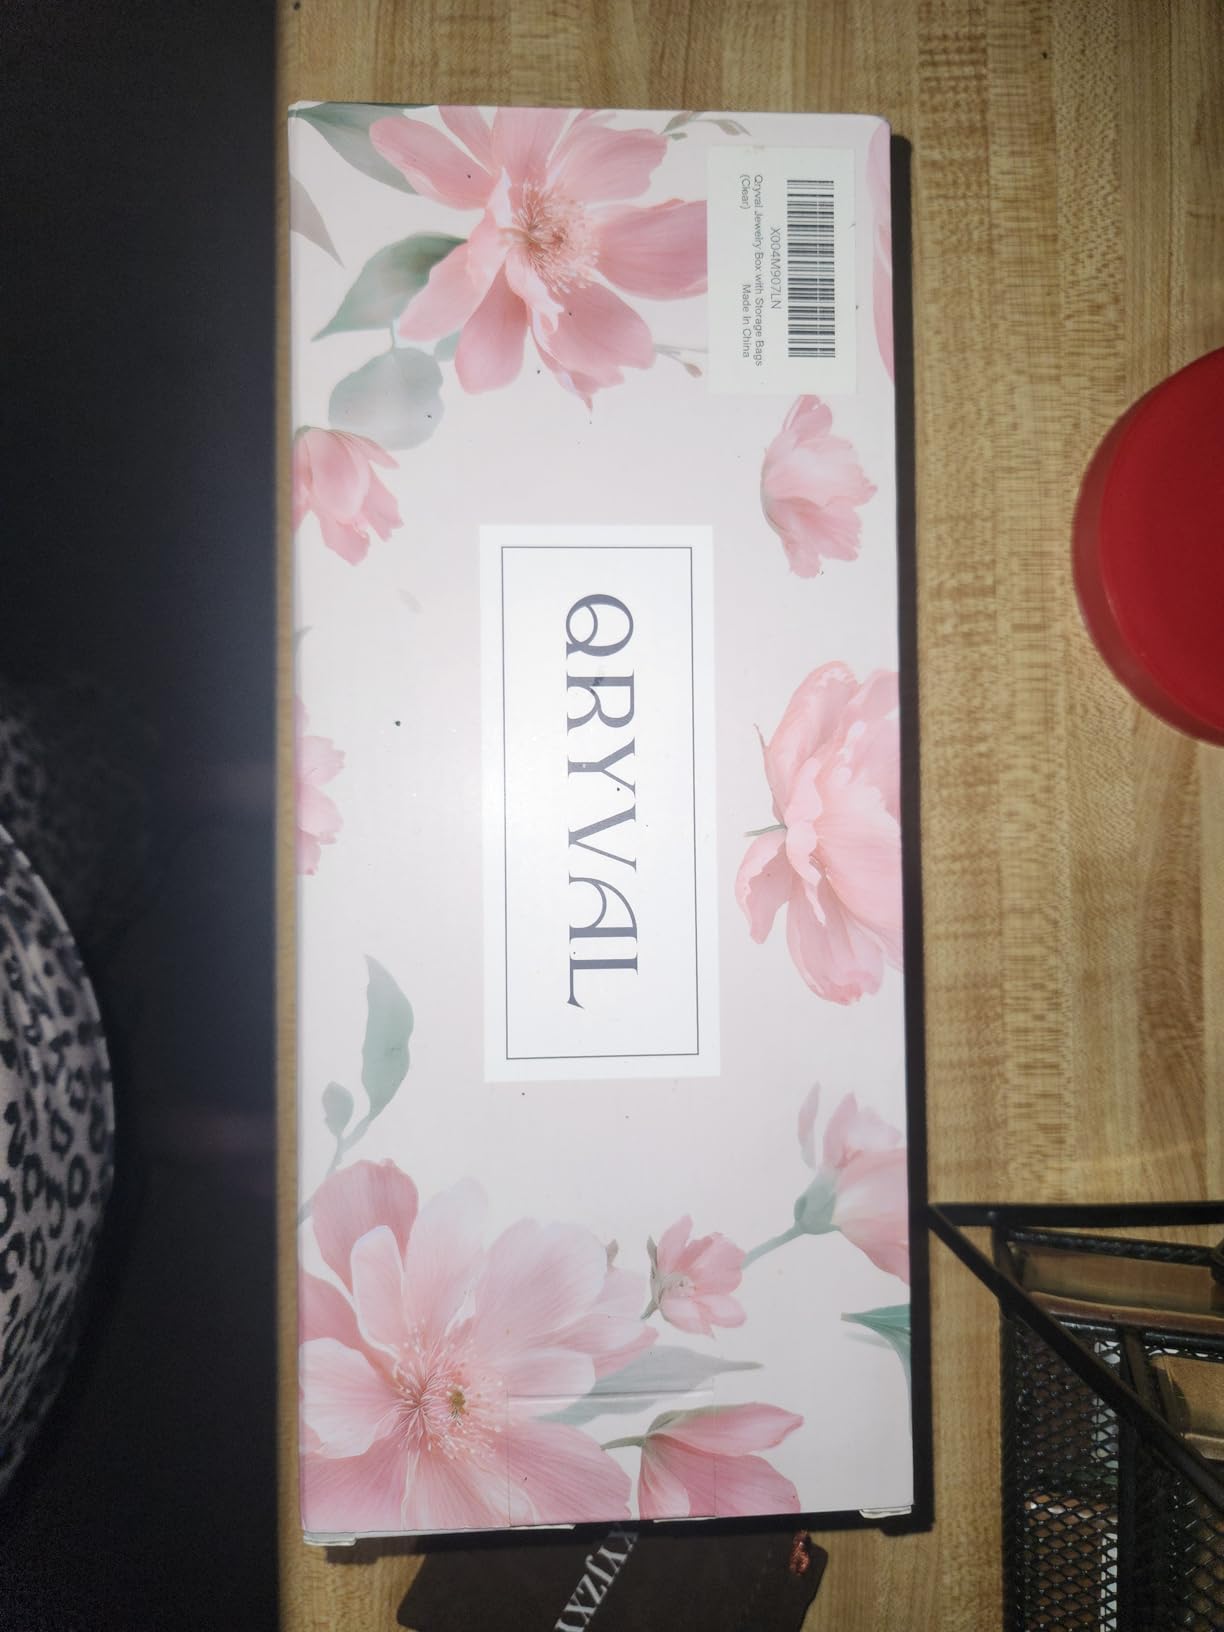 X004M907LN
Qryval Jewelry Box with Storage Bags
(Clear) Made In China
QRYVAL